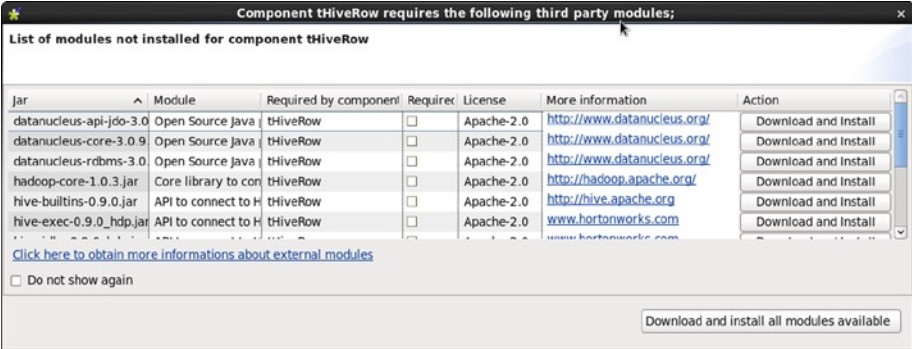 Component tHiveRow requires the following third party modules;
List of modules not installed for component tHiveRow
Jar Module Required by component Required License More information Action
datanucleus-api-jdo-3.0 Open Source Java tHiveRow Apache-2.0 http://www.datanucleus.org/ Download and Install
datanucleus-core-3.0.9. Open Source Java tHiveRow Apache-2.0 http://www.datanucleus.org/ Download and Install
datanucleus-rdbms-3.0. Open Source Java tHiveRow Apache-2.0 http://www.datanucleus.org/ Download and Install
hadoop-core-1.0.3.jar Core library to con tHiveRow Apache-2.0 http://hadoop.apache.org/ Download and Install
hive-builtins-0.9.0.jar API to connect to H tHiveRow Apache-2.0 http://hive.apache.org Download and Install
hive-exec-0.9.0_hdp.jar API to connect to H tHiveRow Apache-2.0 www.hortonworks.com Download and Install
Click here to obtain more informations about external modules
Do not show again
Download and install all modules available